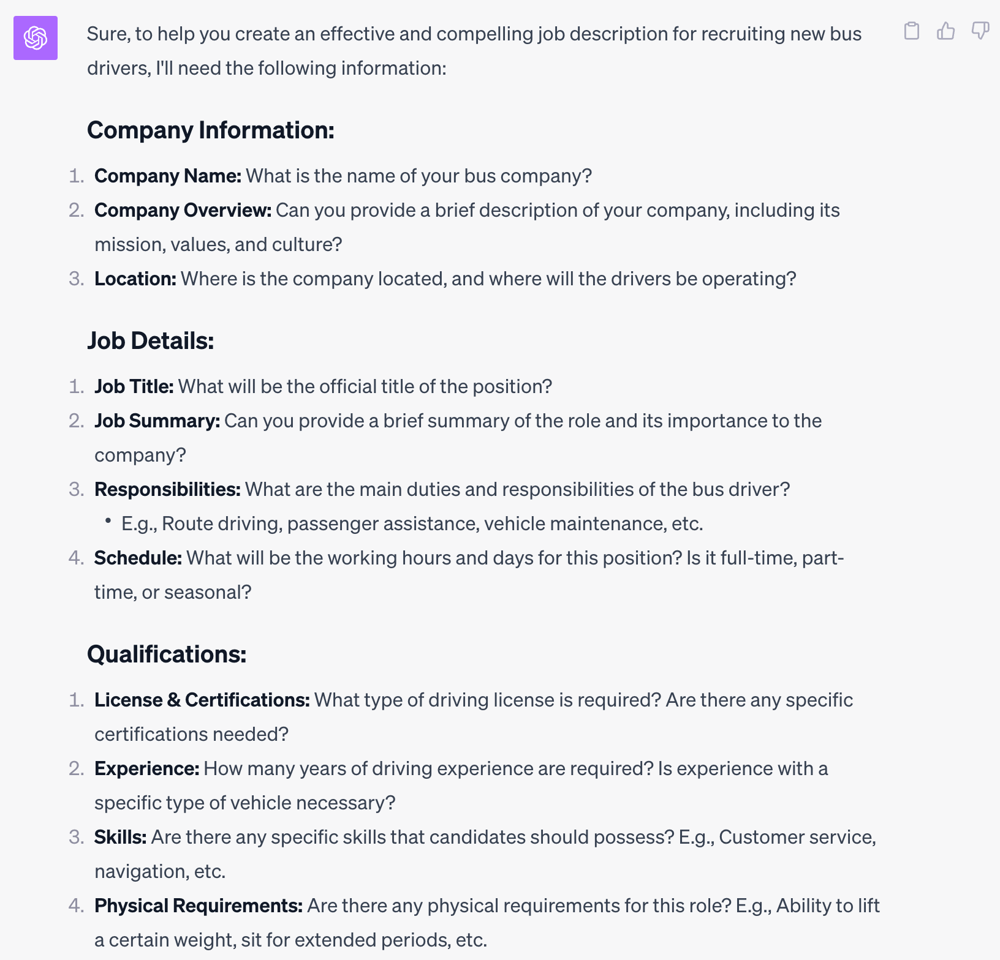 Sure, to help you create an effective and compelling job description for recruiting new bus
drivers, I'll need the following information:
Company Information:
1. Company Name: What is the name of your bus company?
2. Company Overview: Can you provide a brief description of your company, including its
mission, values, and culture?
3. Location: Where is the company located, and where will the drivers be operating?
Job Details:
1. Job Title: What will be the official title of the position?
2. Job Summary: Can you provide a brief summary of the role and its importance to the
company?
3. Responsibilities: What are the main duties and responsibilities of the bus driver?
• E.g., Route driving, passenger assistance, vehicle maintenance, etc.
4. Schedule: What will be the working hours and days for this position? Is it full-time, part-
time, or seasonal?
Qualifications:
1. License & Certifications: What type of driving license is required? Are there any specific
certifications needed?
2. Experience: How many years of driving experience are required? Is experience with a
specific type of vehicle necessary?
3. Skills: Are there any specific skills that candidates should possess? E.g., Customer service,
navigation, etc.
4. Physical Requirements: Are there any physical requirements for this role? E.g., Ability to lift
a certain weight, sit for extended periods, etc.